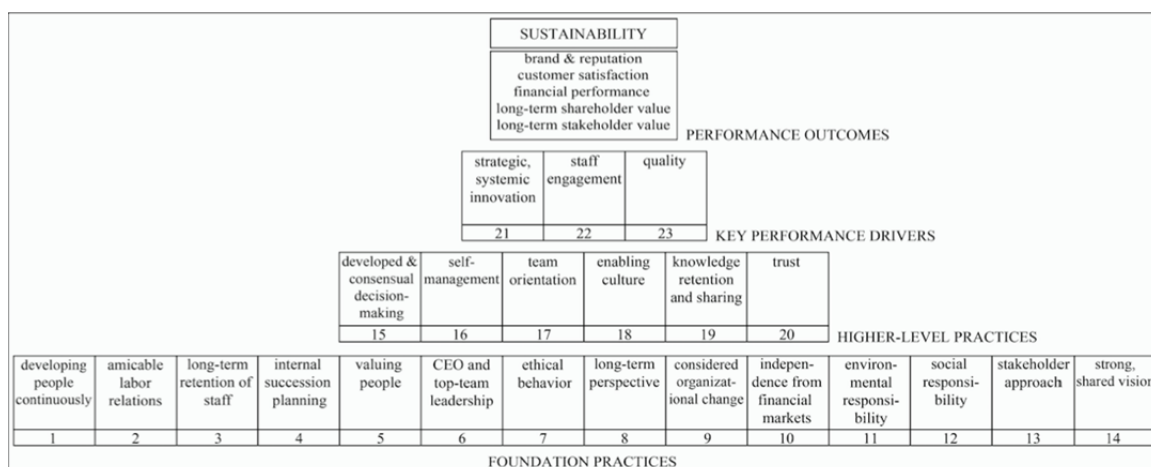 SUSTAINABILITY
brand & reputation
customer satisfaction
financial performance
long-term shareholder value
long-term stakeholder value
PERFORMANCE OUTCOMES
strategic,
systemic
innovation
staff
engagement
quality
21
22
23
KEY PERFORMANCE DRIVERS
developed &
consensual
decision-
making
self-
management
team
orientation
enabling
culture
knowledge
retention
and sharing
trust
15
16
17
18
19
20
HIGHER-LEVEL PRACTICES
developing
people
continuously
amicable
labor
relations
long-term
retention of
staff
internal
succession
planning
valuing
people
CEO and
top-team
leadership
ethical
behavior
long-term
perspective
considered
organizat-
ional change
indepen-
dence from
financial
markets
environ-
mental
responsi-
bility
social
responsi-
bility
stakeholder
approach
strong,
shared vision
1
2
3
4
5
6
7
8
9
10
11
12
13
14
FOUNDATION PRACTICES